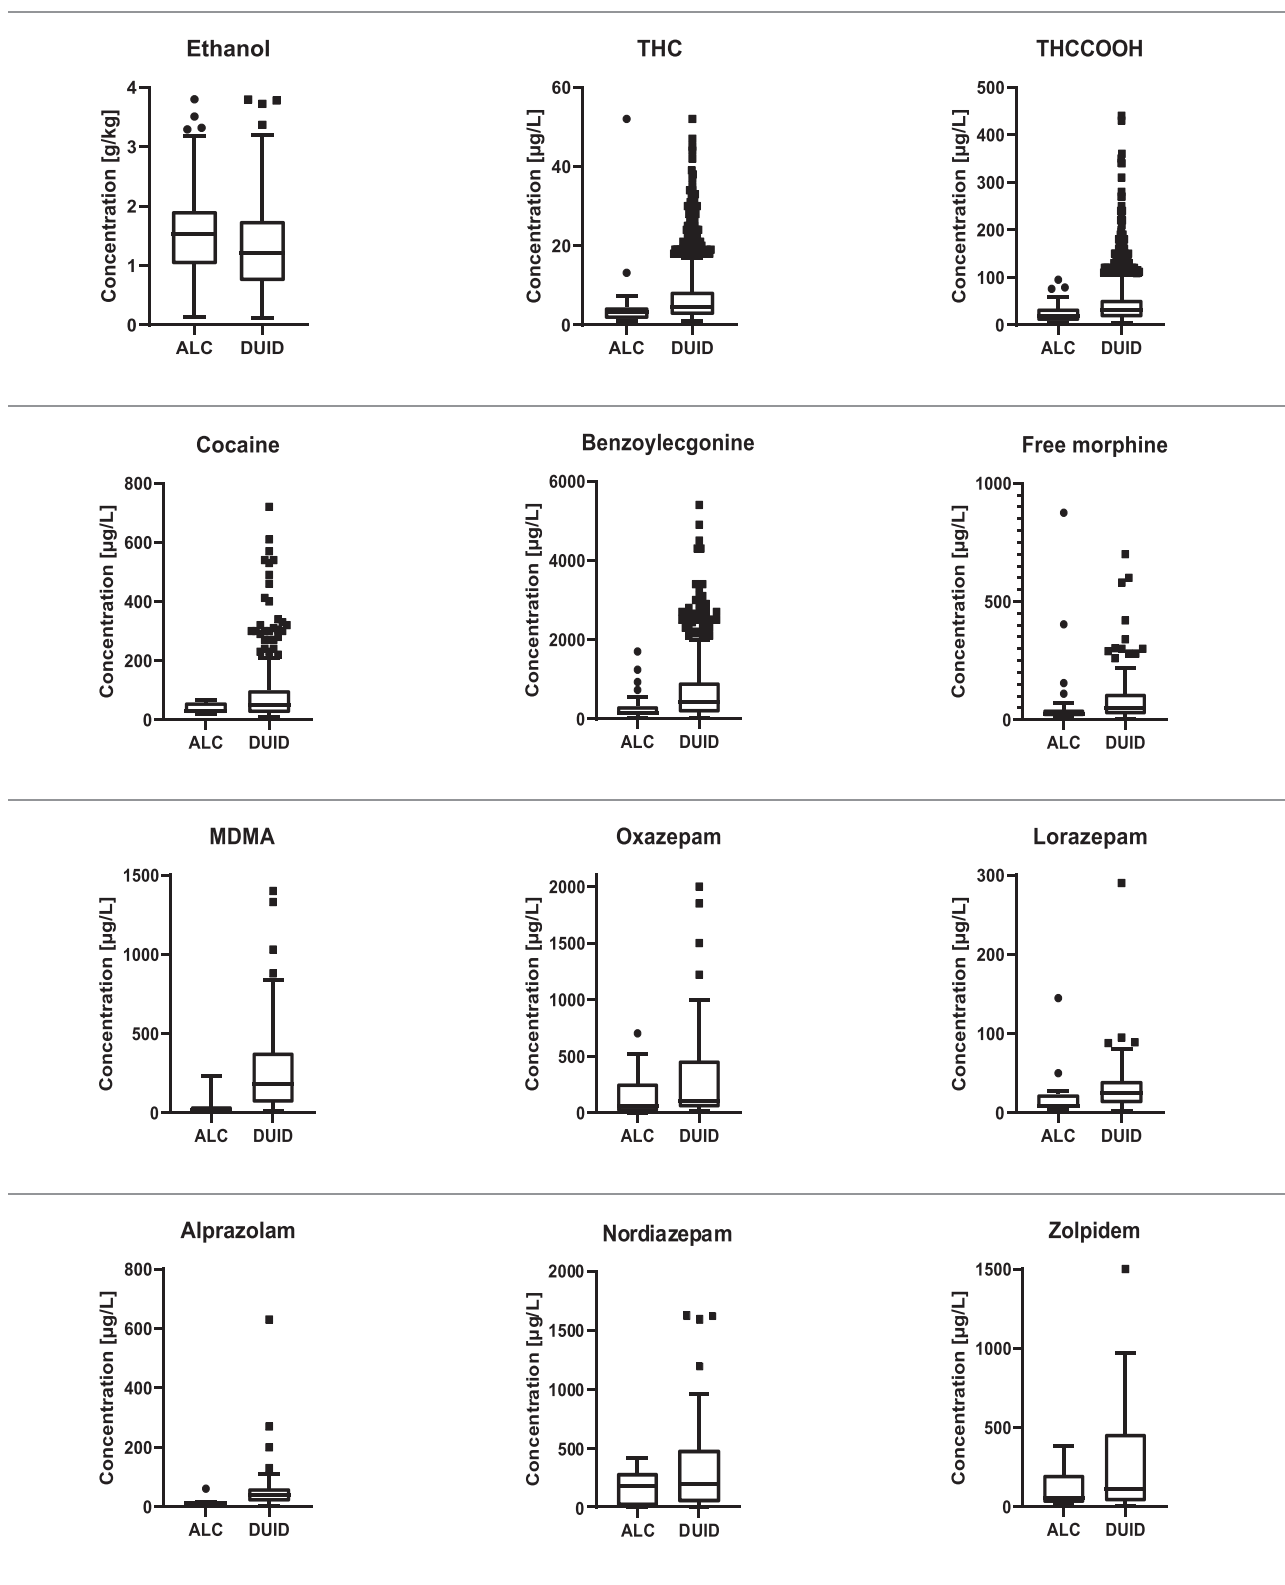 Ethanol
THC
THCCOOH
Concentration [g/kg]
4
3
2
1
0
ALC DUID
Concentration [µg/L]
60
40
20
0
ALC DUID
Concentration [µg/L]
500
400
300
200
100
0
ALC DUID
Cocaine
Benzoylecgonine
Free morphine
Concentration [µg/L]
800
600
400
200
0
ALC DUID
Concentration [µg/L]
6000
4000
2000
0
ALC DUID
Concentration [µg/L]
1000
500
0
ALC DUID
MDMA
Oxazepam
Lorazepam
Concentration [µg/L]
1500
1000
500
0
ALC DUID
Concentration [µg/L]
2000
1500
1000
500
0
ALC DUID
Concentration [µg/L]
300
200
100
0
ALC DUID
Alprazolam
Nordiazepam
Zolpidem
Concentration [µg/L]
800
600
400
200
0
ALC DUID
Concentration [µg/L]
2000
1500
1000
500
0
ALC DUID
Concentration [µg/L]
1500
1000
500
0
ALC DUID